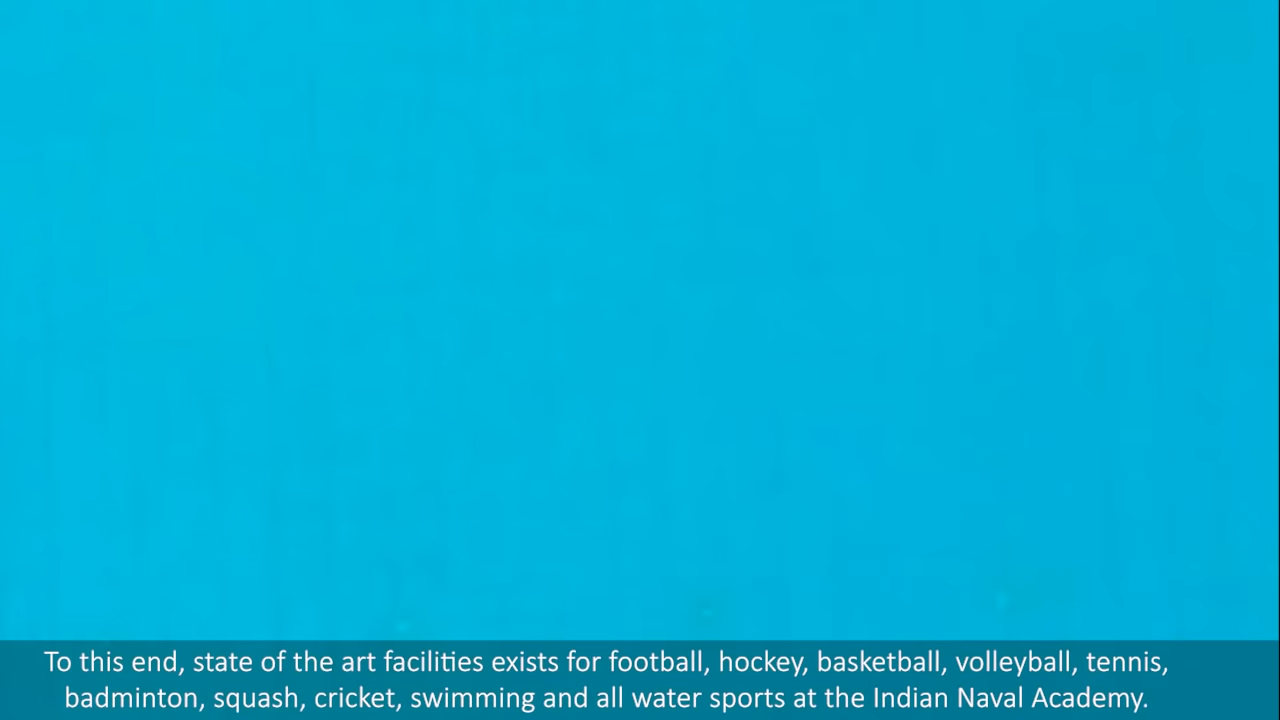 To this end, state of the art facilities exists for football, hockey, basketball, volleyball, tennis,
badminton, squash, cricket, swimming and all water sports at the Indian Naval Academy.